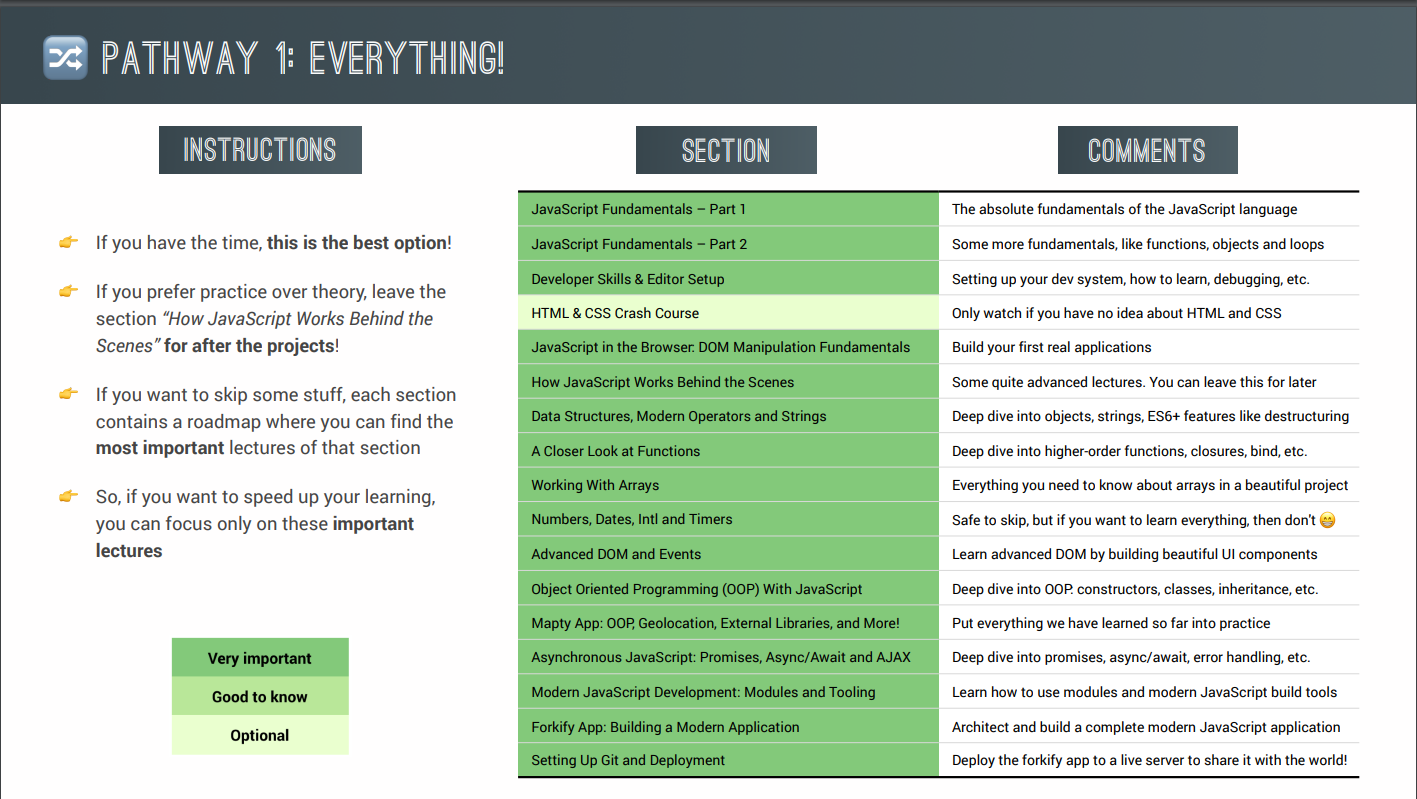 PATHWAY 1: EVERYTHING!
INSTRUCTIONS
If you have the time, this is the best option!
If you prefer practice over theory, leave the
section “How JavaScript Works Behind the
Scenes” for after the projects!
If you want to skip some stuff, each section
contains a roadmap where you can find the
most important lectures of that section
So, if you want to speed up your learning,
you can focus only on these important
lectures
Very important
Good to know
Optional
SECTION COMMENTS
JavaScript Fundamentals – Part 1 The absolute fundamentals of the JavaScript language
JavaScript Fundamentals – Part 2 Some more fundamentals, like functions, objects and loops
Developer Skills & Editor Setup Setting up your dev system, how to learn, debugging, etc.
HTML & CSS Crash Course Only watch if you have no idea about HTML and CSS
JavaScript in the Browser: DOM Manipulation Fundamentals Build your first real applications
How JavaScript Works Behind the Scenes Some quite advanced lectures. You can leave this for later
Data Structures, Modern Operators and Strings Deep dive into objects, strings, ES6+ features like destructuring
A Closer Look at Functions Deep dive into higher-order functions, closures, bind, etc.
Working With Arrays Everything you need to know about arrays in a beautiful project
Numbers, Dates, Intl and Timers Safe to skip, but if you want to learn everything, then don't 😁
Advanced DOM and Events Learn advanced DOM by building beautiful UI components
Object Oriented Programming (OOP) With JavaScript Deep dive into OOP: constructors, classes, inheritance, etc.
Mapty App: OOP, Geolocation, External Libraries, and More! Put everything we have learned so far into practice
Asynchronous JavaScript: Promises, Async/Await and AJAX Deep dive into promises, async/await, error handling, etc.
Modern JavaScript Development: Modules and Tooling Learn how to use modules and modern JavaScript build tools
Forkify App: Building a Modern Application Architect and build a complete modern JavaScript application
Setting Up Git and Deployment Deploy the forkify app to a live server to share it with the world!